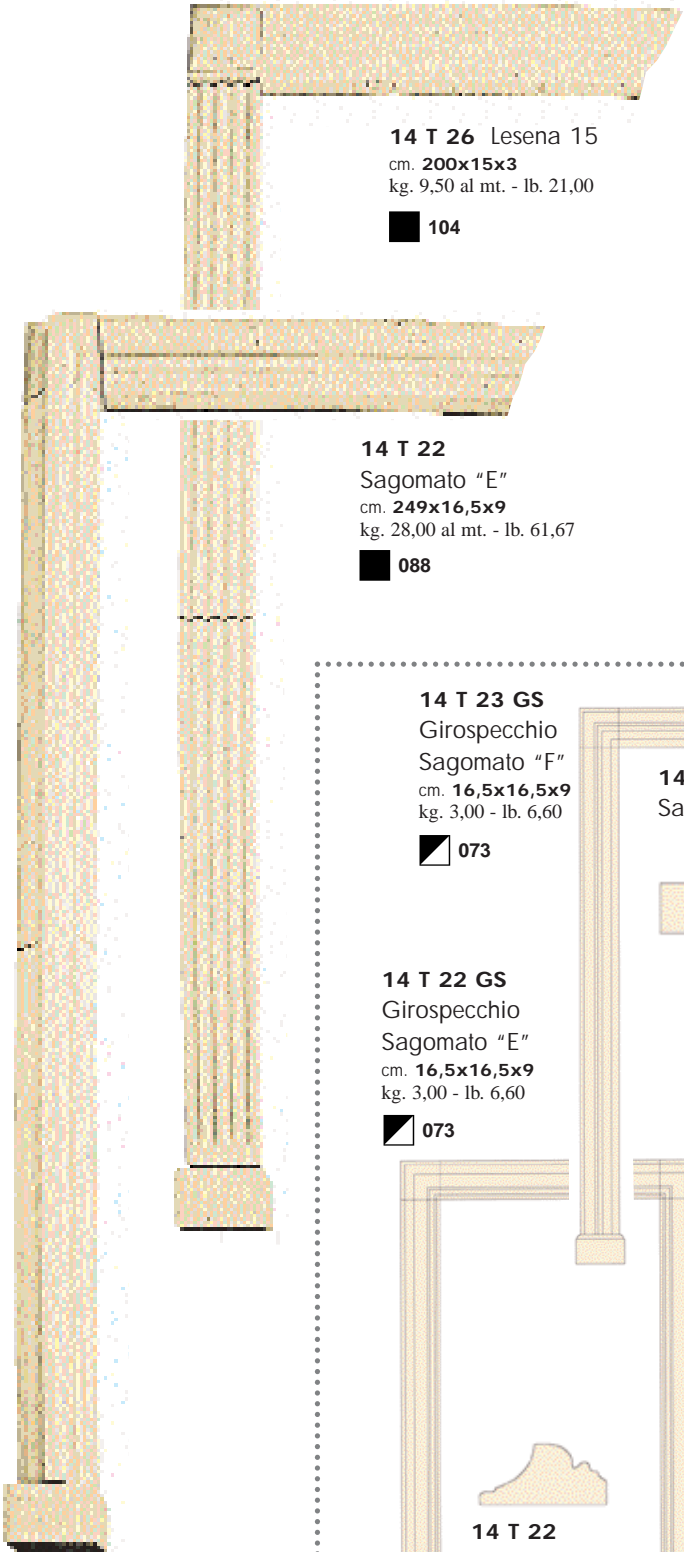 14 T 26 Lesena 15
cm. 200x15x3
kg. 9,50 al mt. - lb. 21,00
104
14 T 22
Sagomato “E”
cm. 249x16,5x9
kg. 28,00 al mt. - lb. 61,67
088
14 T 23 GS
Girospecchio
Sagomato “F”
cm. 16,5x16,5x9
kg. 3,00 - lb. 6,60
073
14
Sa
14 T 22 GS
Girospecchio
Sagomato “E”
cm. 16,5x16,5x9
kg. 3,00 - lb. 6,60
073
14 T 22